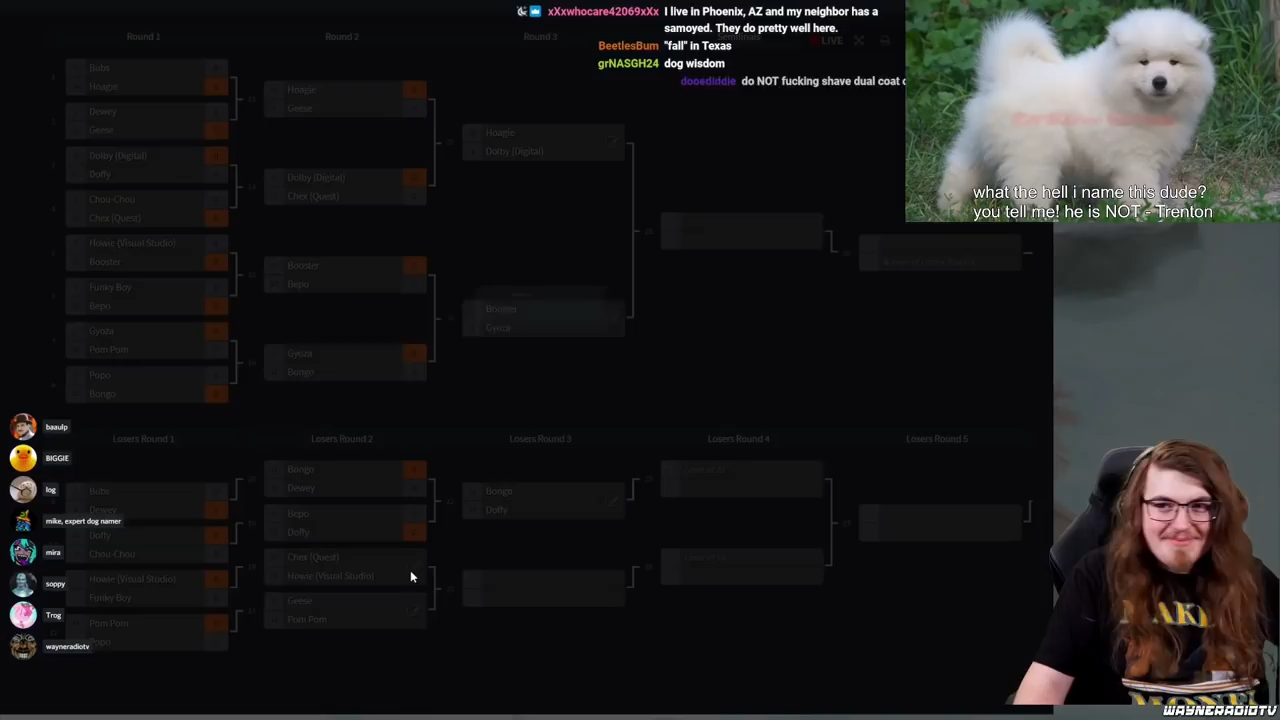 xXxwhocare42069xXx I live in Phoenix, AZ and my neighbor has a
samoyed. They do pretty well here.
BeetlesBum "fall" in Texas
grNASGH24 dog wisdom
dooediddie do NOT fucking shave dual coat
what the hell i name this dude?
you tell me! he is NOT - Trenton
Round 1
Round 2
Round 3
Semifinals
LIVE
Bubs
Hoagie
Dewey
Geese
Dolby (Digital)
Doffy
Chou-Chou
Chex (Quest)
Howie (Visual Studio)
Booster
Funky Boy
Bepo
Gyoza
Pom Pom
Popo
Bongo
Hoagie
Geese
Dolby (Digital)
Chex (Quest)
Booster
Bepo
Gyoza
Bongo
Hoagie
Dolby (Digital)
Booster
Gyoza
Losers Round 1
Losers Round 2
Losers Round 3
Losers Round 4
Losers Round 5
Bubs
Dewey
Doffy
Chou-Chou
Howie (Visual Studio)
Funky Boy
Pom Pom
Popo
Bongo
Dewey
Bepo
Doffy
Chex (Quest)
Howie (Visual Studio)
Geese
Pom Pom
Bongo
Doffy
baaulp
BIGGIE
log
mike, expert dog namer
mira
soppy
Trog
wayneradiotv
MAKE
MONEY
WAYNERADIOTV